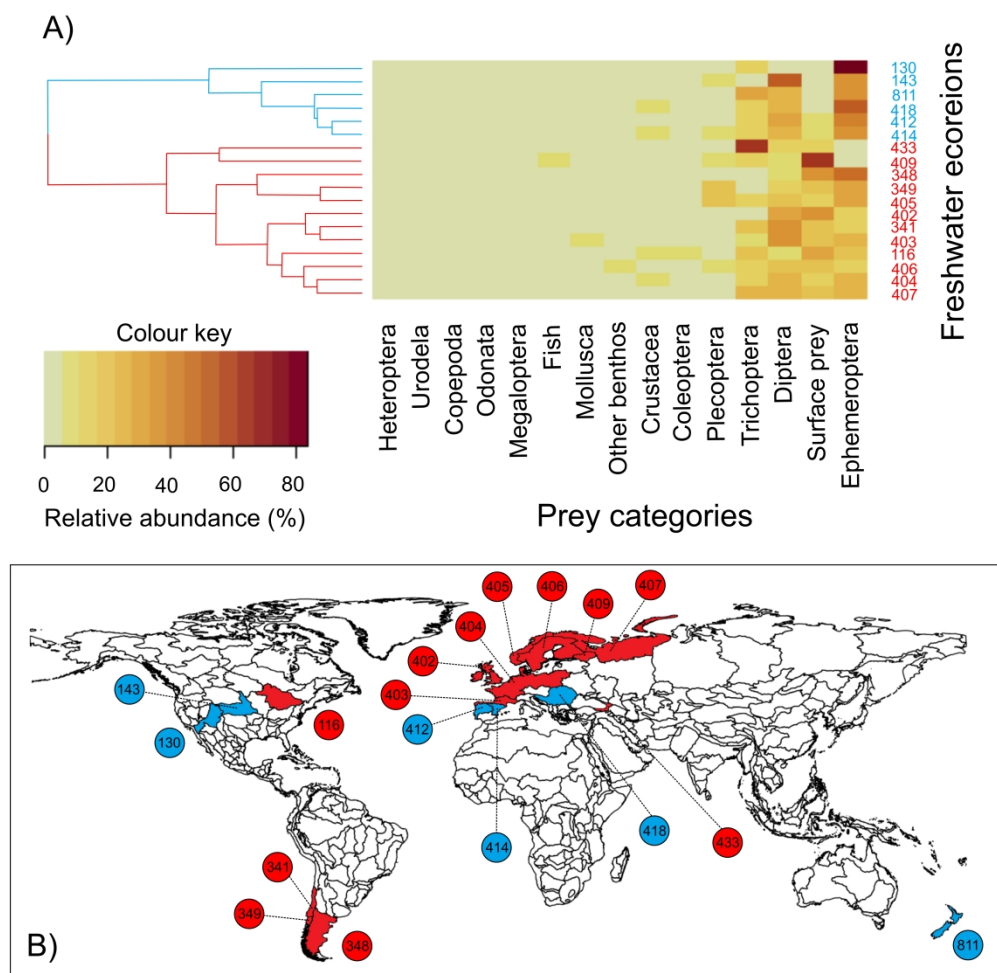 A)
130
143
811
418
412
414
433
409
348
349
405
402
341
403
116
406
404
407
Freshwater ecoreions
Heteroptera
Urodela
Copepoda
Odonata
Megaloptera
Fish
Mollusca
Other benthos
Crustacea
Coleoptera
Plecoptera
Trichoptera
Diptera
Surface prey
Ephemeroptera
Prey categories
Colour key
0 20 40 60 80
Relative abundance (%)
405
406
407
409
404
402
403
143
116
412
130
414
418
433
341
349
348
811
B)